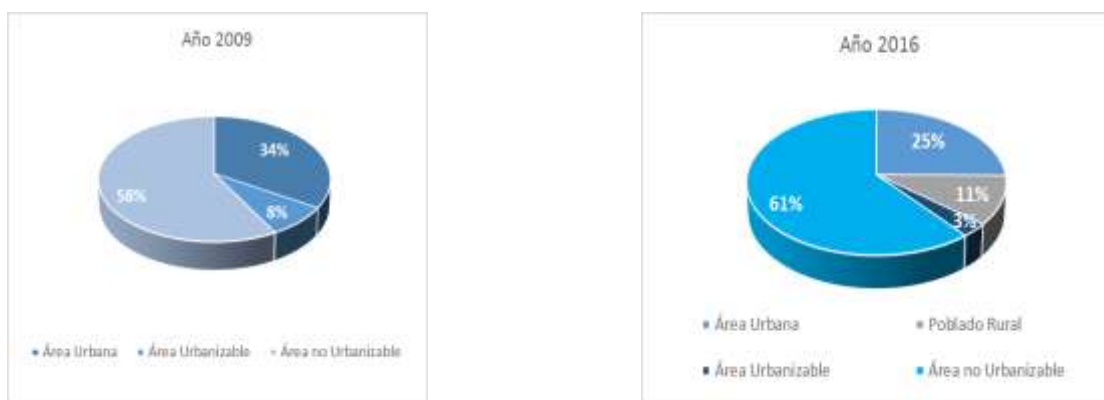 Año 2009
34%
8%
58%
Área Urbana Área Urbanizable Área no Urbanizable
Año 2016
25%
11%
3%
61%
Área Urbana Poblado Rural
Área Urbanizable Área no Urbanizable